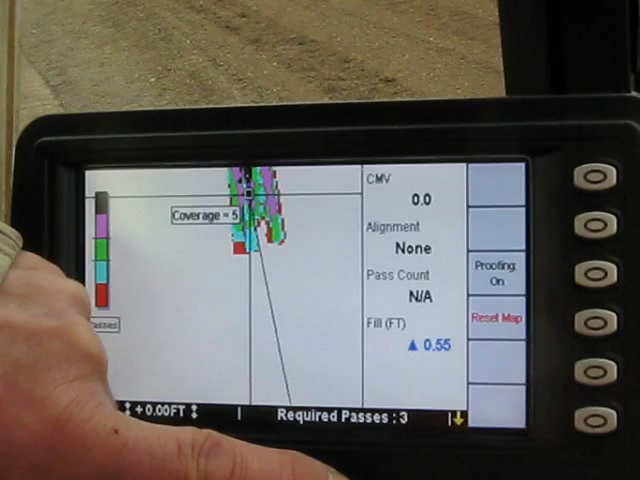 Coverage = 5
CMV
0.0
Alignment
None
Pass Count
N/A
Fill (FT)
▲ 0.55
Proofing:
On
Reset Map
+ 0.00FT
Required Passes : 3